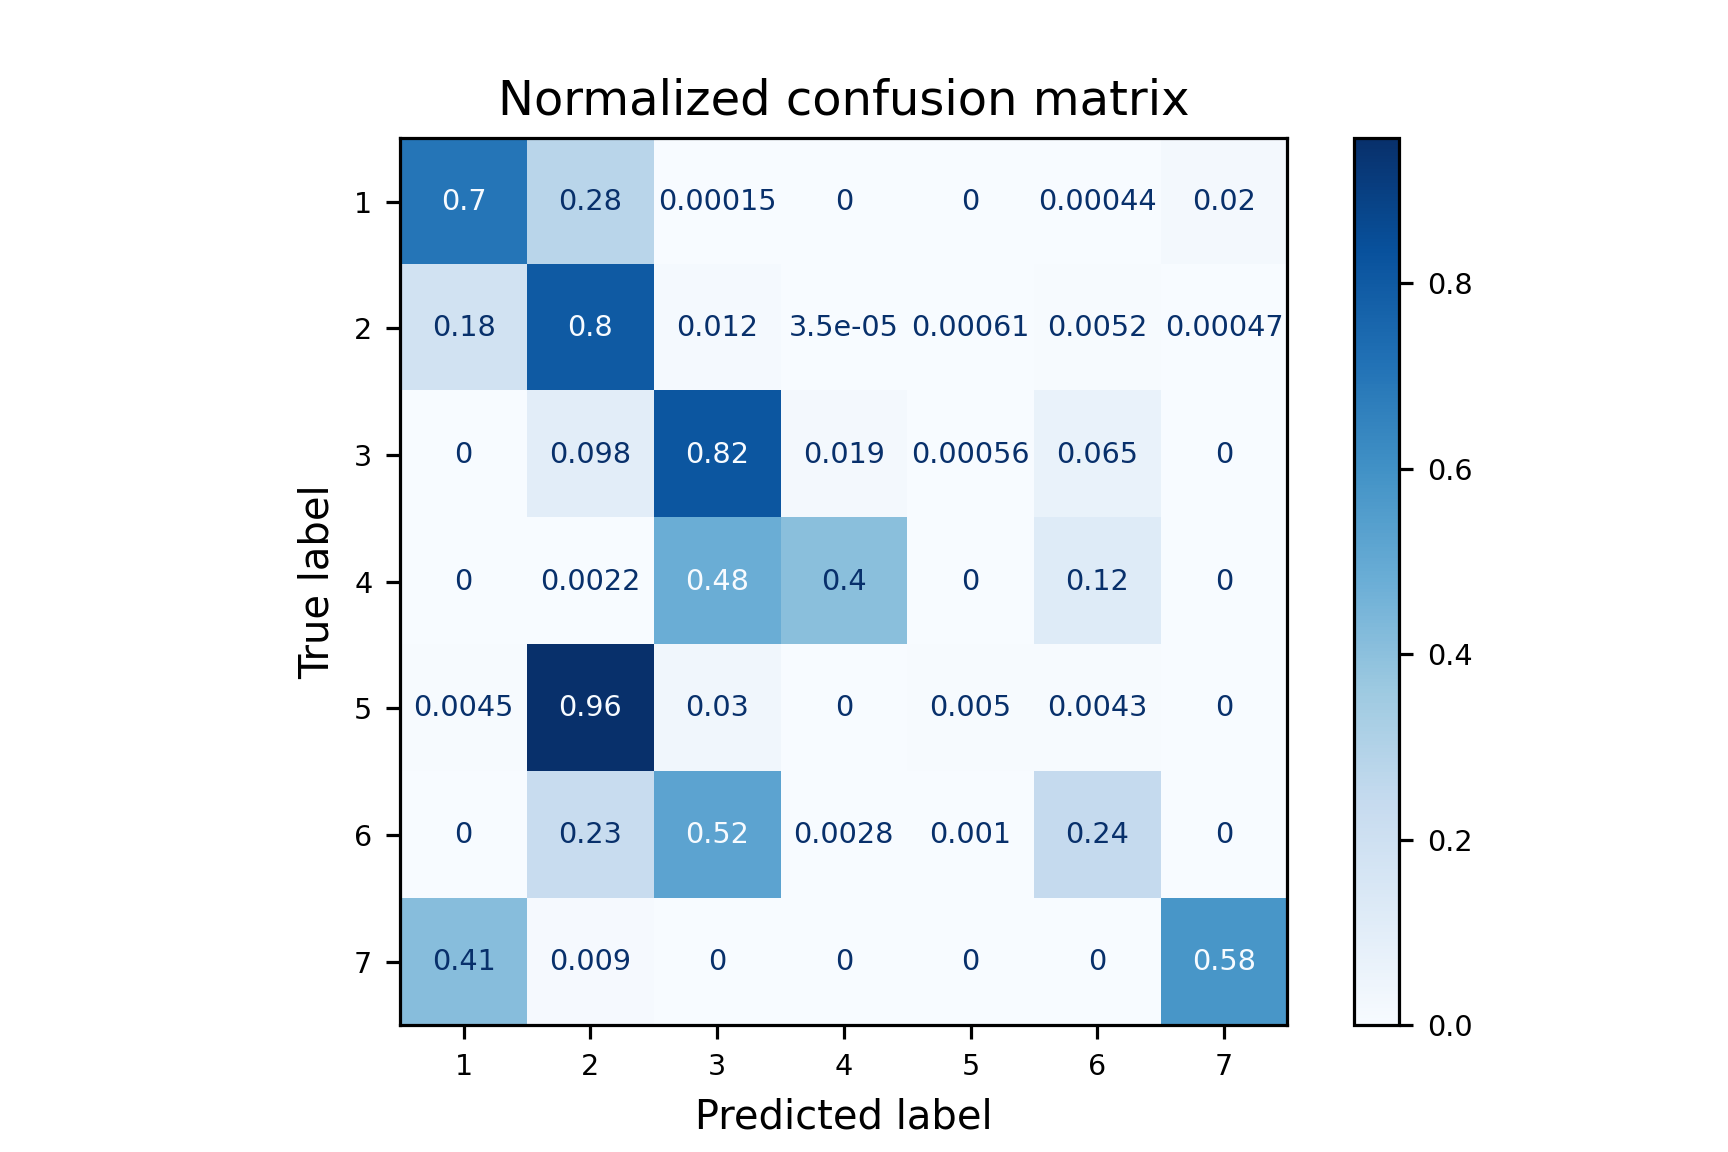 Normalized confusion matrix
1 0.7 0.28 0.00015 0 0 0.00044 0.02
2 0.18 0.8 0.012 3.5e-05 0.00061 0.0052 0.00047
3 0 0.098 0.82 0.019 0.00056 0.065 0
4 0 0.0022 0.48 0.4 0 0.12 0
5 0.0045 0.96 0.03 0 0.005 0.0043 0
6 0 0.23 0.52 0.0028 0.001 0.24 0
7 0.41 0.009 0 0 0 0 0.58
1 2 3 4 5 6 7
Predicted label
True label
0.8
0.6
0.4
0.2
0.0